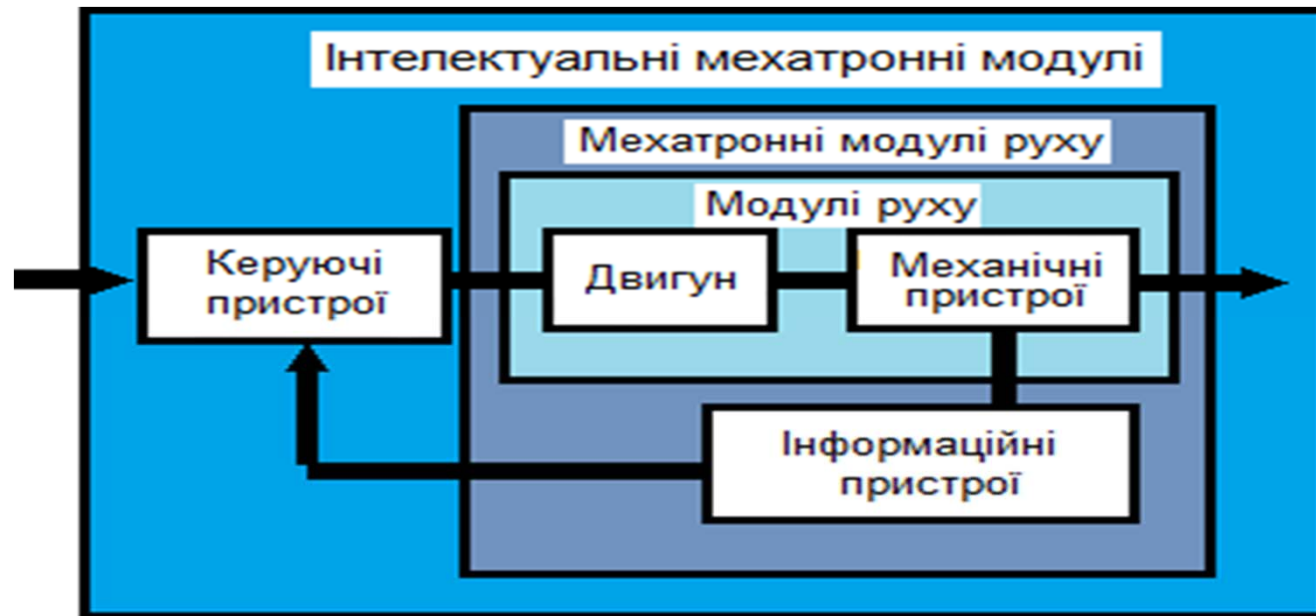 Інтелектуальні мехатронні модулі
Мехатронні модулі руху
Модулі руху
Керуючі
пристрої
Двигун
Механічні
пристрої
Інформаційні
пристрої